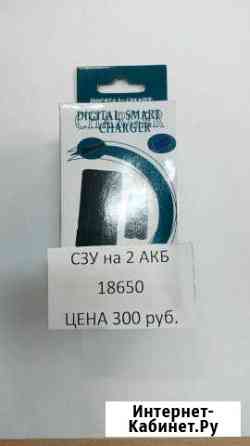 DIGITAL SMART
CHARGER
СЗУ на 2 АКБ
18650
ЦЕНА 300 руб.
Интернет-
Кабинет.Ру